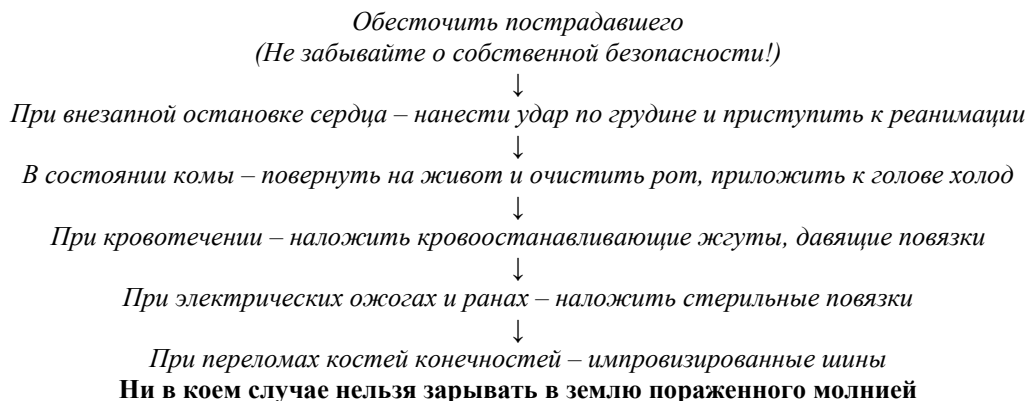 Обесточить пострадавшего
(Не забывайте о собственной безопасности!)
↓
При внезапной остановке сердца – нанести удар по грудине и приступить к реанимации
↓
В состоянии комы – повернуть на живот и очистить рот, приложить к голове холод
↓
При кровотечении – наложить кровоостанавливающие жгуты, давящие повязки
↓
При электрических ожогах и ранах – наложить стерильные повязки
↓
При переломах костей конечностей – импровизированные шины
Ни в коем случае нельзя зарывать в землю пораженного молнией